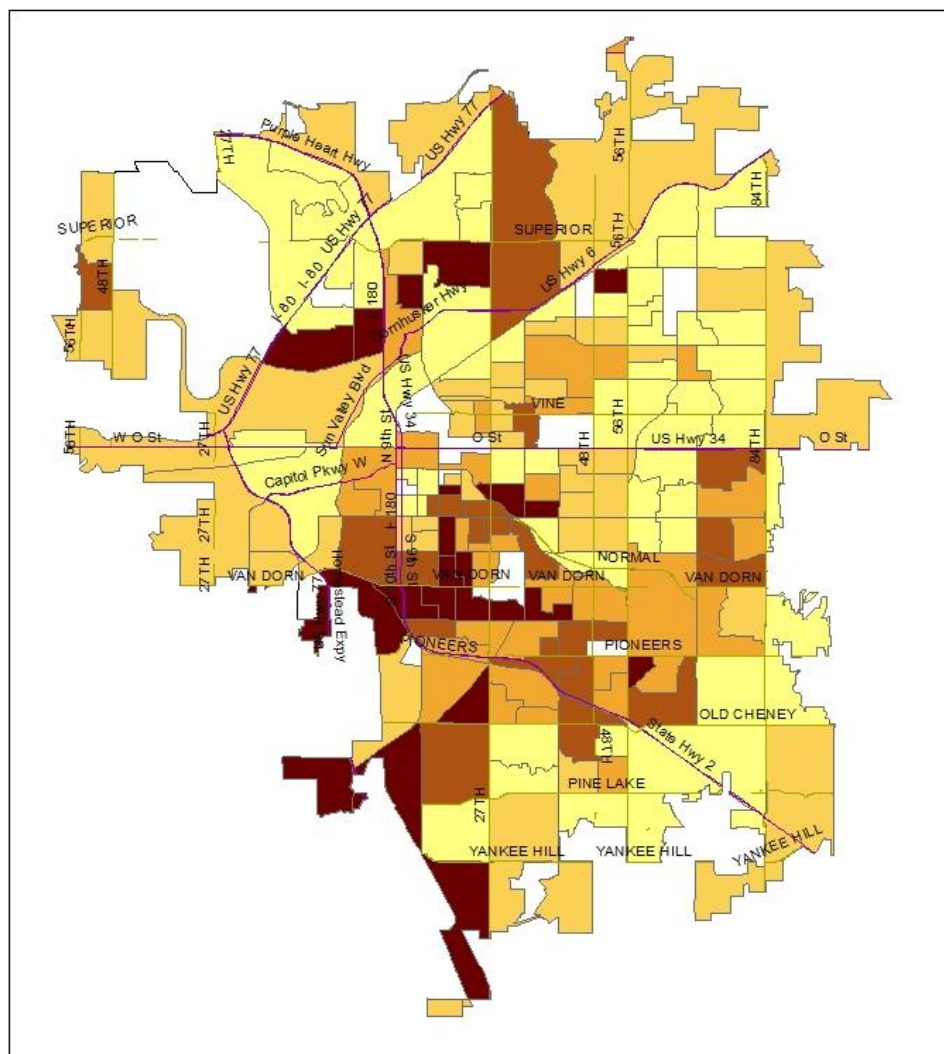 US Hwy 77
Purple Heart Hwy
27TH
56TH
84TH
SUPERIOR
US Hwy 77
I-80
SUPERIOR
56TH
48TH
US Hwy 6
I-80
180
Cornhusker Hwy
56TH
US Hwy 77
Sun Valley Blvd
US Hwy 34
VINE
56TH
56TH
W O St
27TH
N 9th St
O St
48TH
US Hwy 34
84TH
O St
Capitol Pkwy W
I-180
27TH
S 9th St
NORMAL
27TH
VAN DORN
VAN DORN
VAN DORN
VAN DORN
Homestead Expy
PIONEERS
PIONEERS
OLD CHENEY
State Hwy 2
48TH
PINE LAKE
27TH
YANKEE HILL
YANKEE HILL
YANKEE HILL